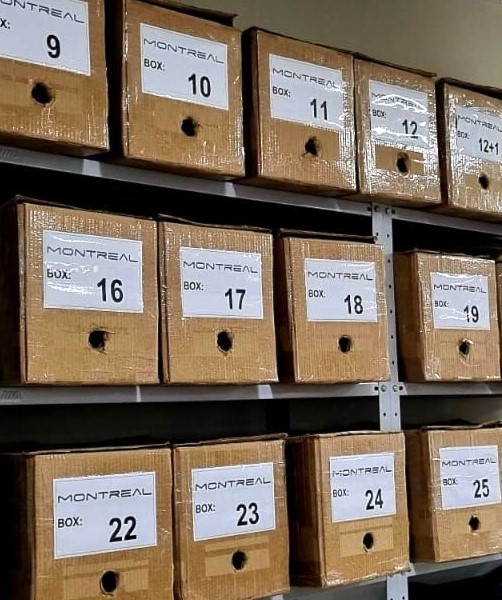 X: 9
MONTREAL
BOX: 10
MONTREAL
BOX: 11
MONTREAL
BOX: 12
MONTREAL
BOX: 12+1
MONTREAL
BOX: 16
MONTREAL
BOX: 17
MONTREAL
BOX: 18
MONTREAL
BOX: 19
MONTREAL
BOX: 22
MONTREAL
BOX: 23
MONTREAL
BOX: 24
MONTREAL
BOX: 25